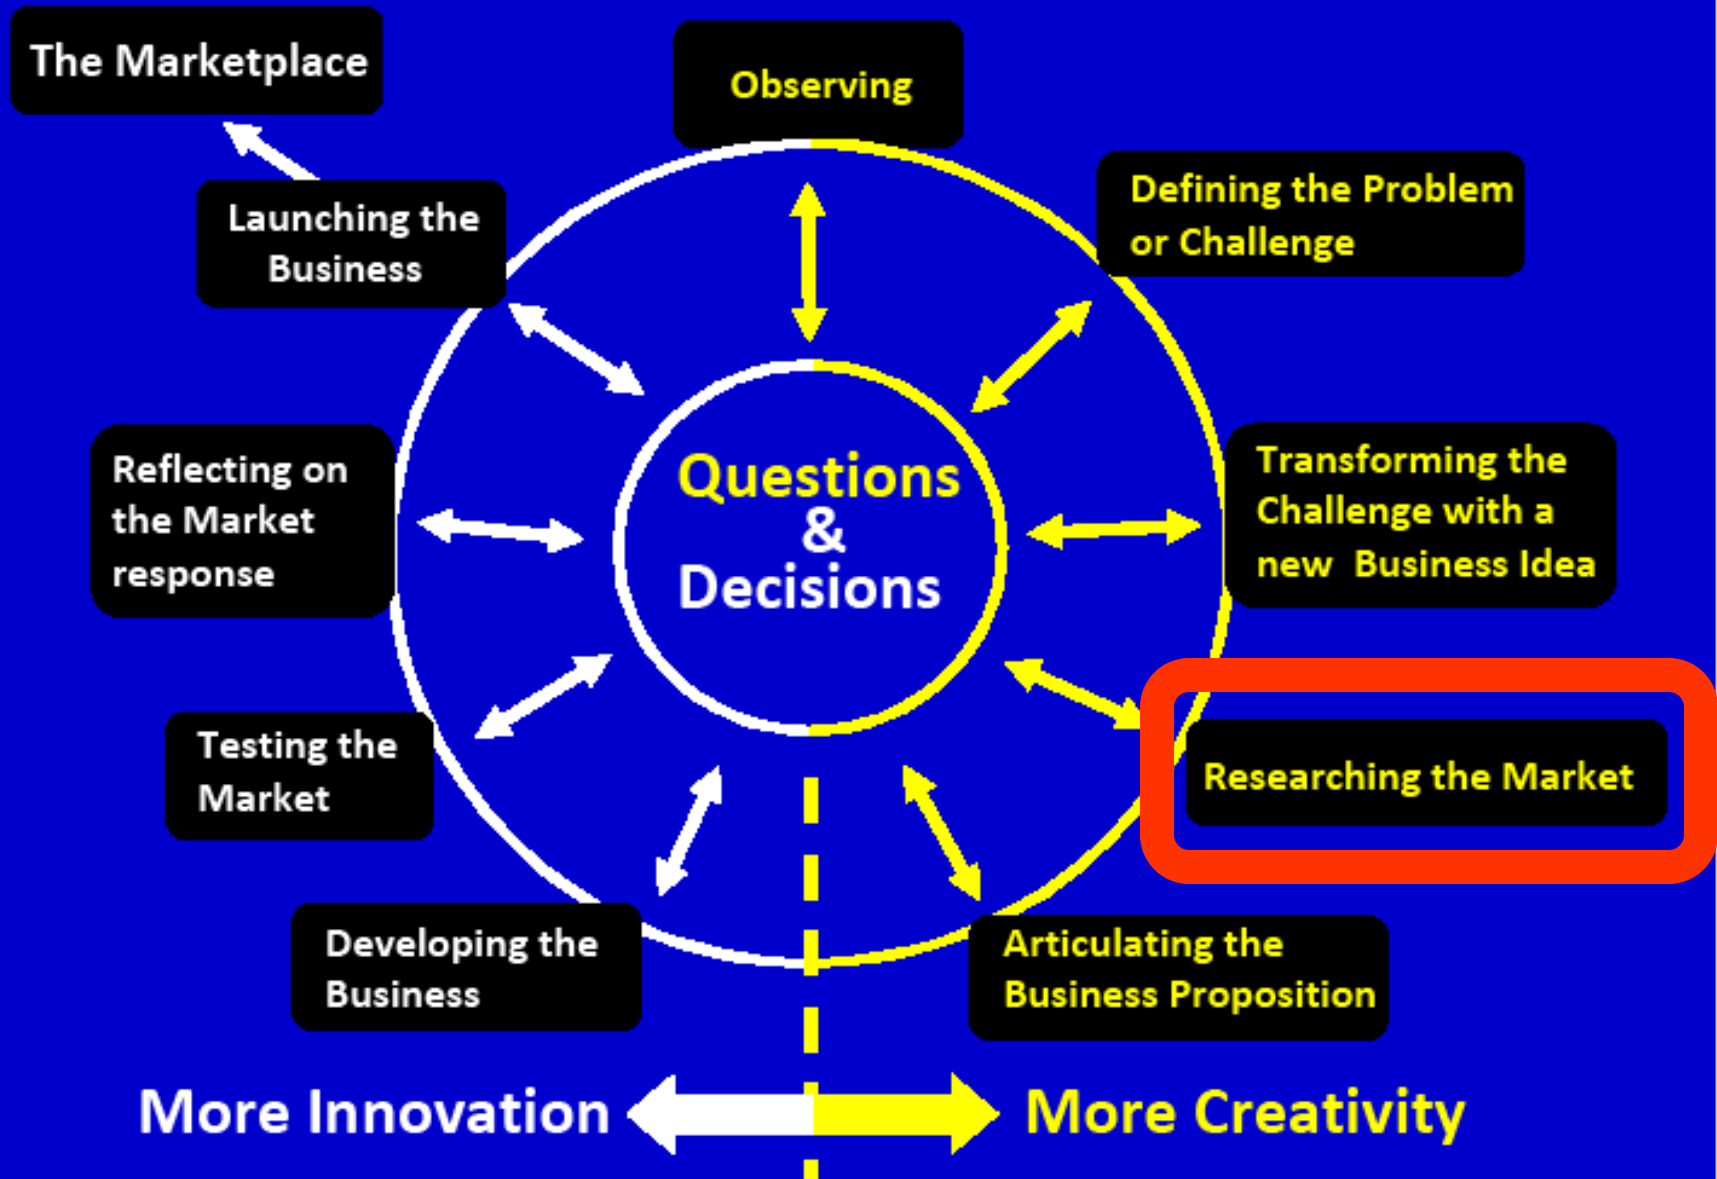 The Marketplace
Observing
Defining the Problem
or Challenge
Launching the
Business
Transforming the
Challenge with a
new  Business Idea
Reflecting on
the Market
response
Questions
&
Decisions
Researching the Market
Testing the
Market
Articulating the
Business Proposition
Developing the
Business
More Innovation
More Creativity